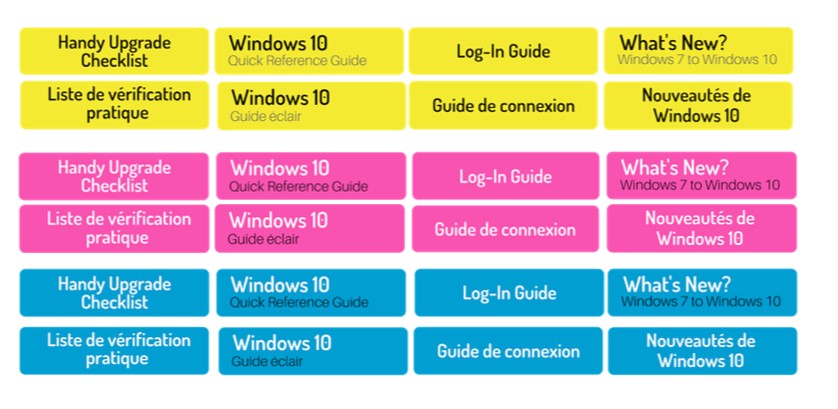 Handy Upgrade
Checklist
Windows 10
Quick Reference Guide
Log-In Guide
What's New?
Windows 7 to Windows 10
Liste de vérification
pratique
Windows 10
Guide éclair
Guide de connexion
Nouveautés de
Windows 10
Handy Upgrade
Checklist
Windows 10
Quick Reference Guide
Log-In Guide
What's New?
Windows 7 to Windows 10
Liste de vérification
pratique
Windows 10
Guide éclair
Guide de connexion
Nouveautés de
Windows 10
Handy Upgrade
Checklist
Windows 10
Quick Reference Guide
Log-In Guide
What's New?
Windows 7 to Windows 10
Liste de vérification
pratique
Windows 10
Guide éclair
Guide de connexion
Nouveautés de
Windows 10